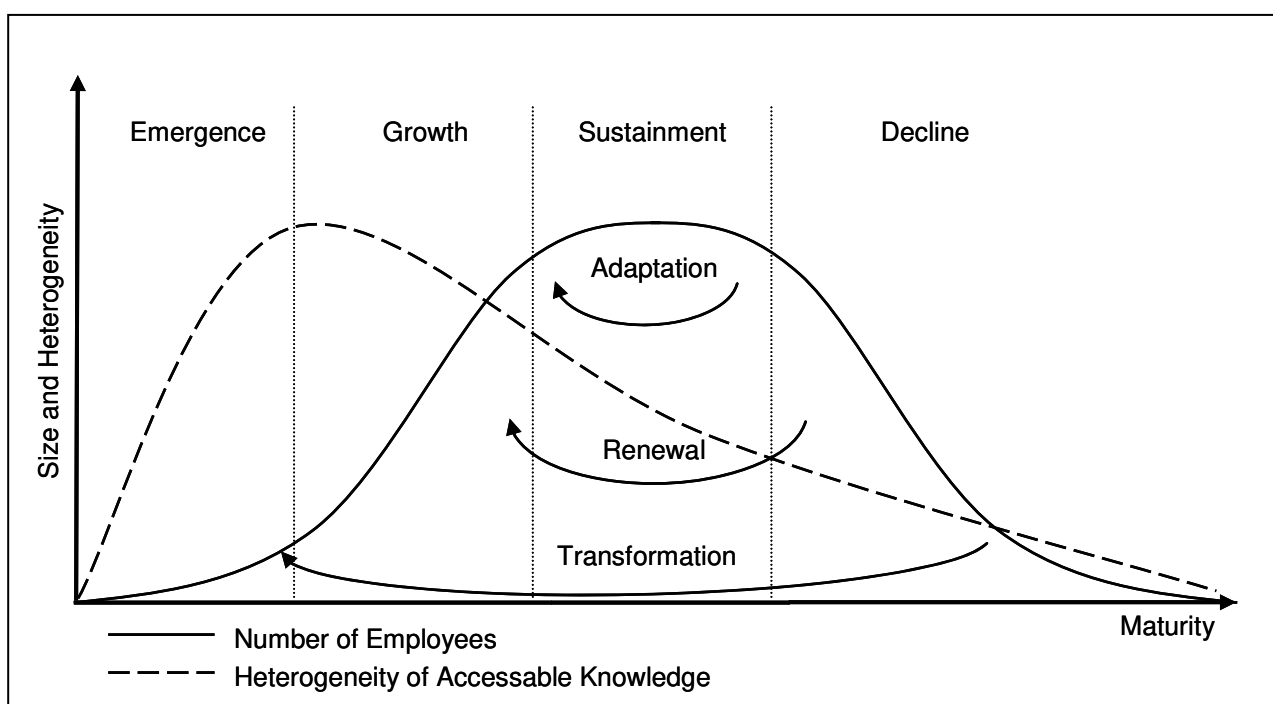 Emergence
Growth
Sustainment
Decline
Size and Heterogeneity
Adaptation
Renewal
Transformation
Maturity
Number of Employees
Heterogeneity of Accessable Knowledge